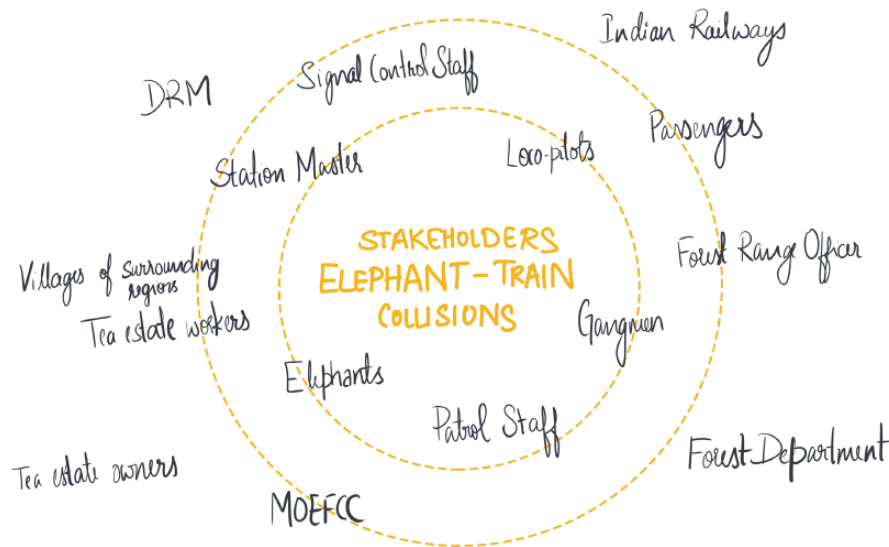 Indian Railways
Signal Control Staff
DRM
Passengers
Loco-pilots
Station Master
STAKEHOLDERS
ELEPHANT-TRAIN
COLLISIONS
Forest Range Officer
Villages of surrounding
regions
Tea estate workers
Gangmen
Elephants
Patrol Staff
Forest Department
Tea estate owners
MOEFCC